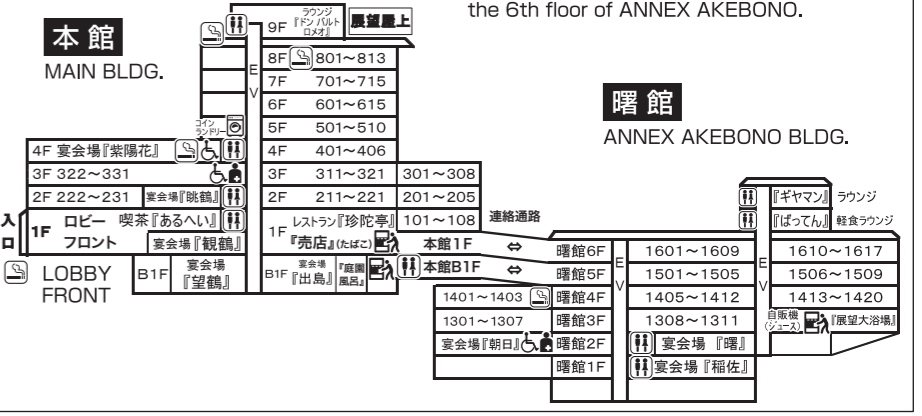 the 6th floor of ANNEX AKEBONO.
本館
MAIN BLDG.
9F
ラウンジ
『ドン バルト
ロメオ』
展望屋上
8F 801～813
7F 701～715
6F 601～615
5F 501～510
コイン
ランドリー
E
V
4F 宴会場『紫陽花』
4F 401～406
3F 322～331
3F 311～321 301～308
2F 222～231 宴会場『眺鶴』
2F 211～221 201～205
入口
1F ロビー 喫茶『あるへい』
フロント 宴会場『観鶴』
1F レストラン『珍陀亭』 101～108
『売店』(たばこ) 本館1F ⇔
連絡通路
LOBBY
FRONT
B1F 宴会場
『望鶴』
B1F 宴会場
『出島』
『庭園
風呂』
本館B1F ⇔
曙館
ANNEX AKEBONO BLDG.
『ギヤマン』 ラウンジ
『ばってん』 軽食ラウンジ
曙館6F 1601～1609 1610～1617
曙館5F 1501～1505 1506～1509
1401～1403 曙館4F 1405～1412 1413～1420
1301～1307 曙館3F 1308～1311
自販機
(ジュース)
『展望大浴場』
宴会場『朝日』 曙館2F 宴会場 『曙』
曙館1F 宴会場『稲佐』
E
V
E
V